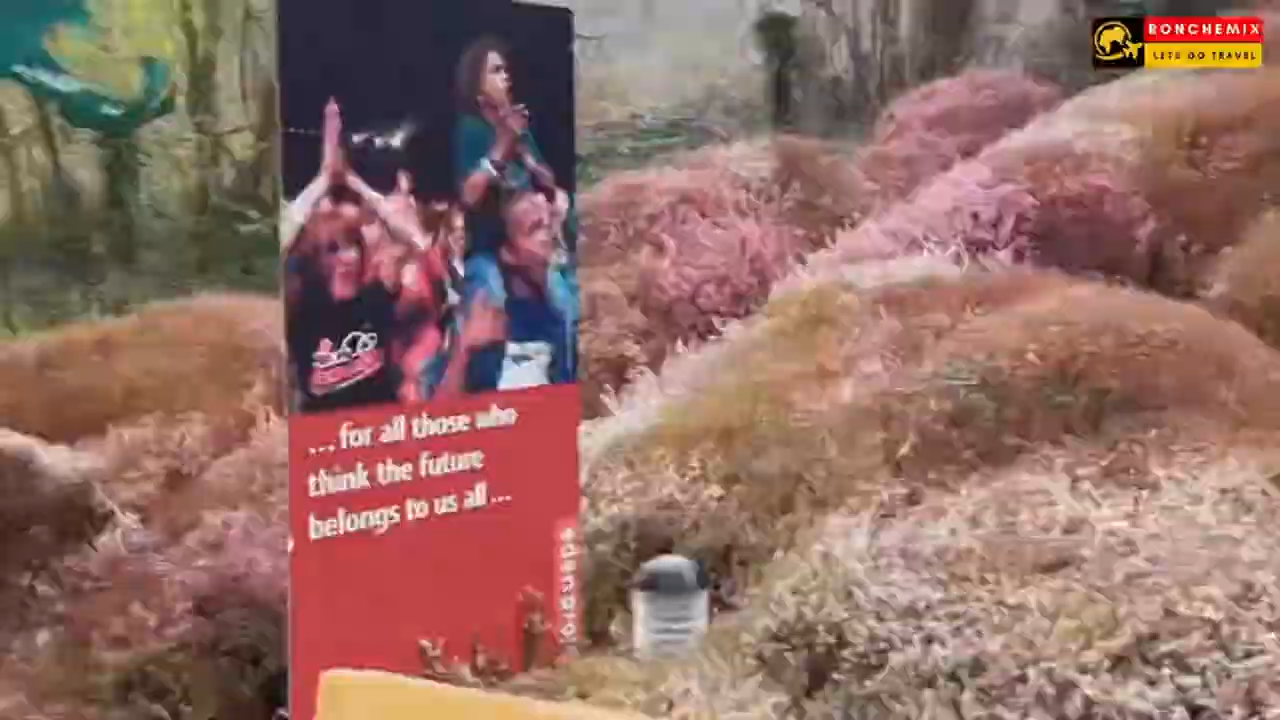 RONCHEMIX
LETS GO TRAVEL
...for all those who
think the future
belongs to us all...